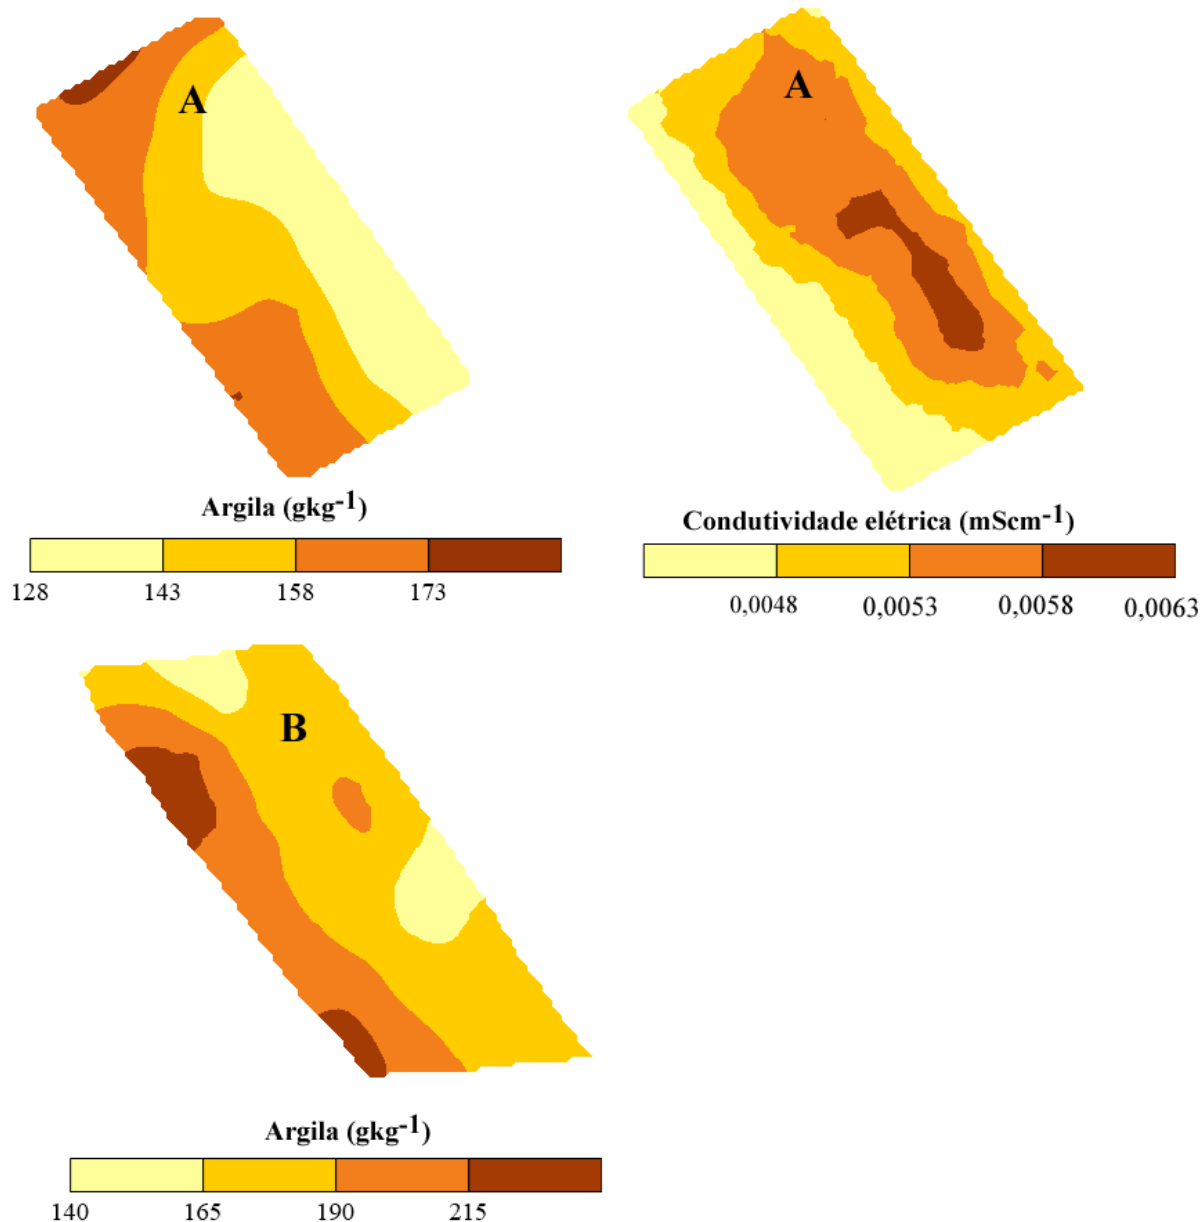 A
A
Argila (gkg-1)
128 143 158 173
Condutividade elétrica (mScm-1)
0,0048 0,0053 0,0058 0,0063
B
Argila (gkg-1)
140 165 190 215